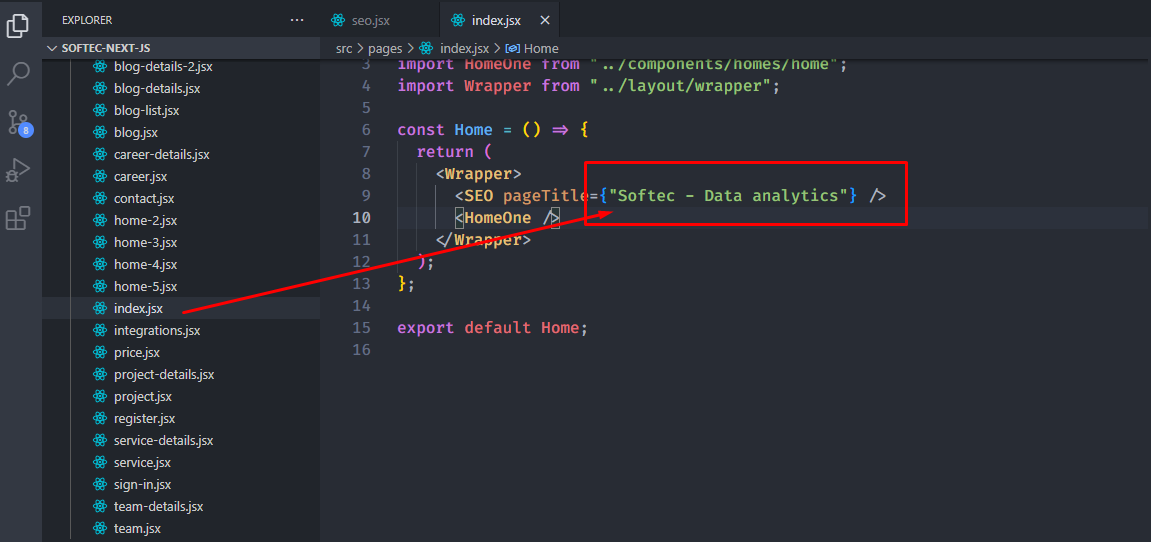 EXPLORER
···
SOFTEC-NEXT-JS
blog-details-2.jsx
blog-details.jsx
blog-list.jsx
blog.jsx
career-details.jsx
career.jsx
contact.jsx
home-2.jsx
home-3.jsx
home-4.jsx
home-5.jsx
index.jsx
integrations.jsx
price.jsx
project-details.jsx
project.jsx
register.jsx
service-details.jsx
service.jsx
sign-in.jsx
team-details.jsx
team.jsx
8
seo.jsx
index.jsx ×
src > pages > index.jsx > Home
3 import HomeOne from "../components/homes/home";
4 import Wrapper from "../layout/wrapper";
5
6 const Home = () => {
7 return (
8 <Wrapper>
9 <SEO pageTitle={"Softec - Data analytics"} />
10 <HomeOne />
11 </Wrapper>
12 );
13 };
14
15 export default Home;
16